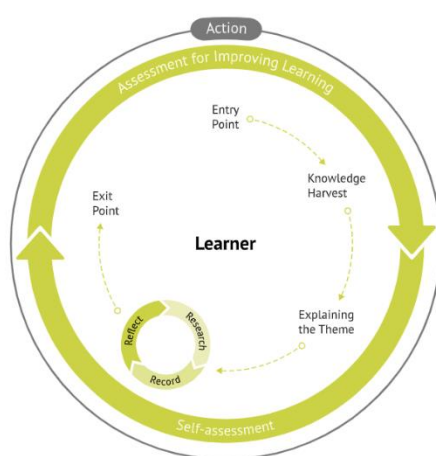 Action
Assessment for Improving Learning
Entry
Point
Knowledge
Harvest
Exit
Point
Learner
Explaining
the Theme
Reflect
Research
Record
Self-assessment